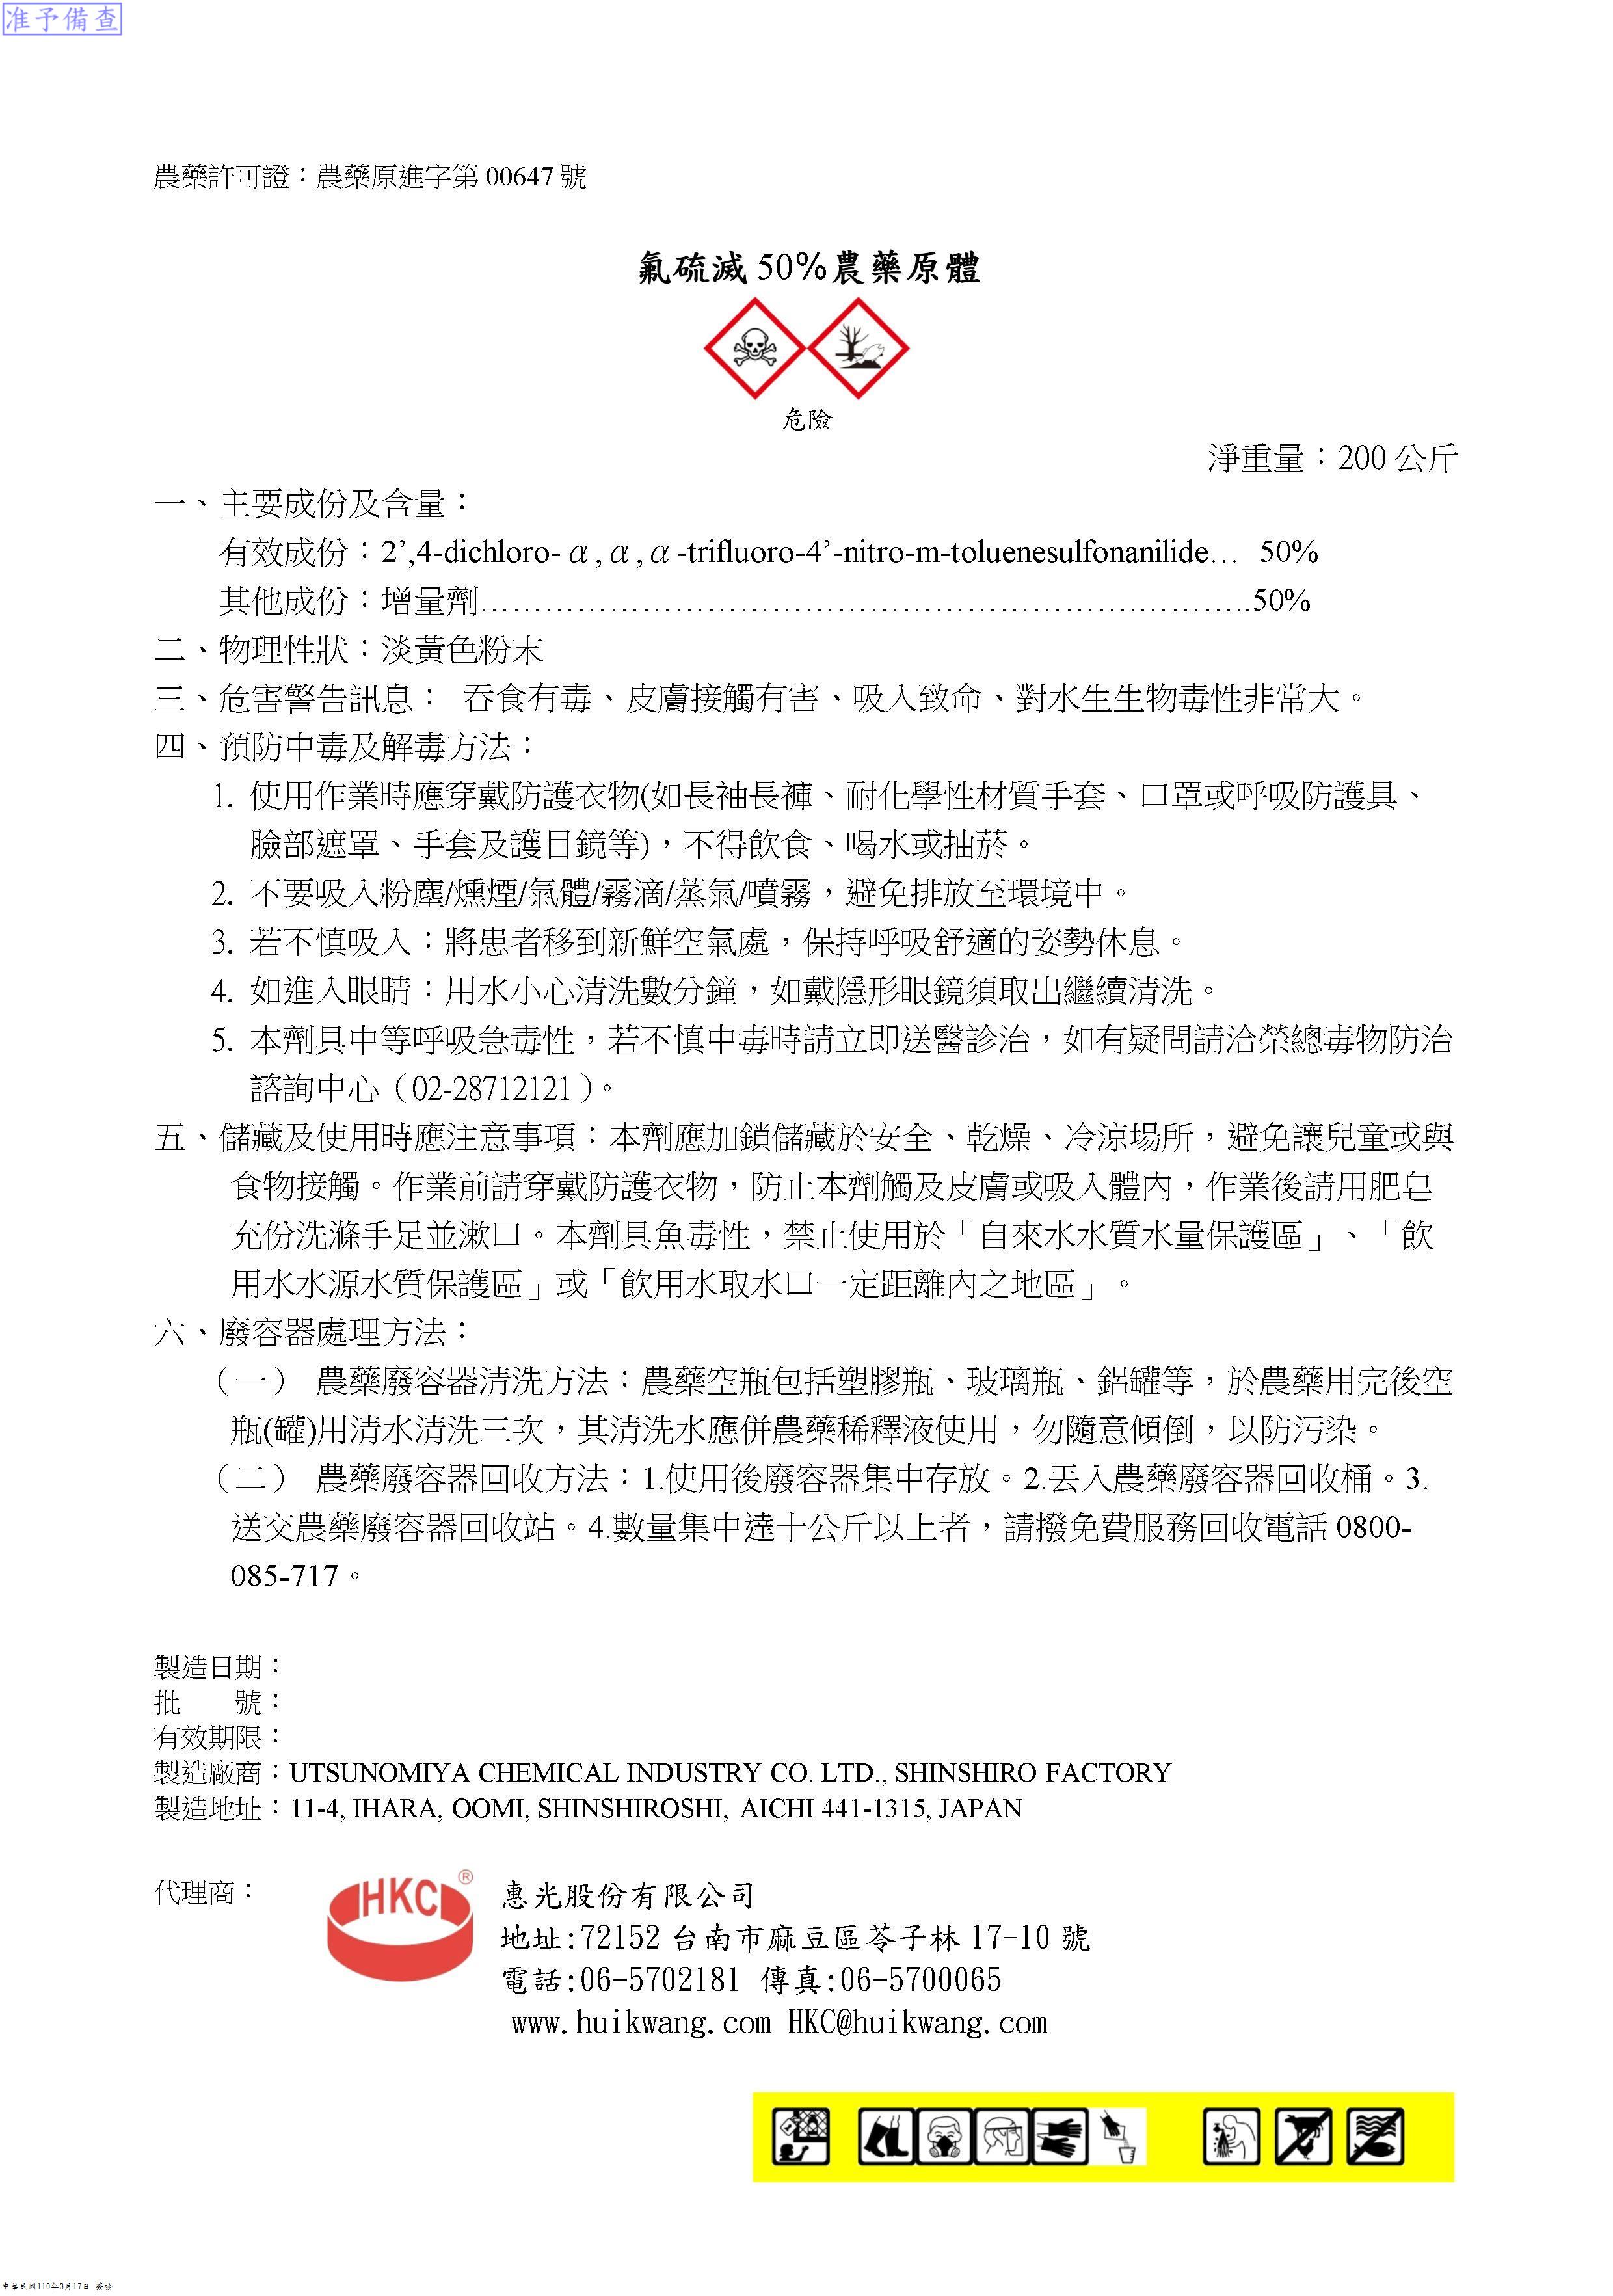 准予備查
農藥許可證：農藥原進字第 00647 號
氟硫滅 50%農藥原體
危險
淨重量：200 公斤
一、主要成份及含量：
有效成份：2’,4-dichloro-α,α,α-trifluoro-4’-nitro-m-toluenesulfonanilide… 50%
其他成份：增量劑……………………………………………………………….50%
二、物理性狀：淡黃色粉末
三、危害警告訊息： 吞食有毒、皮膚接觸有害、吸入致命、對水生生物毒性非常大。
四、預防中毒及解毒方法：
1. 使用作業時應穿戴防護衣物(如長袖長褲、耐化學性材質手套、口罩或呼吸防護具、
臉部遮罩、手套及護目鏡等)，不得飲食、喝水或抽菸。
2. 不要吸入粉塵/燻煙/氣體/霧滴/蒸氣/噴霧，避免排放至環境中。
3. 若不慎吸入：將患者移到新鮮空氣處，保持呼吸舒適的姿勢休息。
4. 如進入眼睛：用水小心清洗數分鐘，如戴隱形眼鏡須取出繼續清洗。
5. 本劑具中等呼吸急毒性，若不慎中毒時請立即送醫診治，如有疑問請洽榮總毒物防治
諮詢中心（02-28712121）。
五、儲藏及使用時應注意事項：本劑應加鎖儲藏於安全、乾燥、冷涼場所，避免讓兒童或與
食物接觸。作業前請穿戴防護衣物，防止本劑觸及皮膚或吸入體內，作業後請用肥皂
充份洗滌手足並漱口。本劑具魚毒性，禁止使用於「自來水水質水量保護區」、「飲
用水水源水質保護區」或「飲用水取水口一定距離內之地區」。
六、廢容器處理方法：
（一） 農藥廢容器清洗方法：農藥空瓶包括塑膠瓶、玻璃瓶、鋁罐等，於農藥用完後空
瓶(罐)用清水清洗三次，其清洗水應併農藥稀釋液使用，勿隨意傾倒，以防污染。
（二） 農藥廢容器回收方法：1.使用後廢容器集中存放。2.丟入農藥廢容器回收桶。3.
送交農藥廢容器回收站。4.數量集中達十公斤以上者，請撥免費服務回收電話 0800-
085-717。
製造日期：
批　　號：
有效期限：
製造廠商：UTSUNOMIYA CHEMICAL INDUSTRY CO. LTD., SHINSHIRO FACTORY
製造地址：11-4, IHARA, OOMI, SHINSHIROSHI, AICHI 441-1315, JAPAN
代理商：
HKC®
惠光股份有限公司
地址:72152 台南市麻豆區苓子林 17-10 號
電話:06-5702181 傳真:06-5700065
www.huikwang.com HKC@huikwang.com
中華民國110年3月17日 簽發